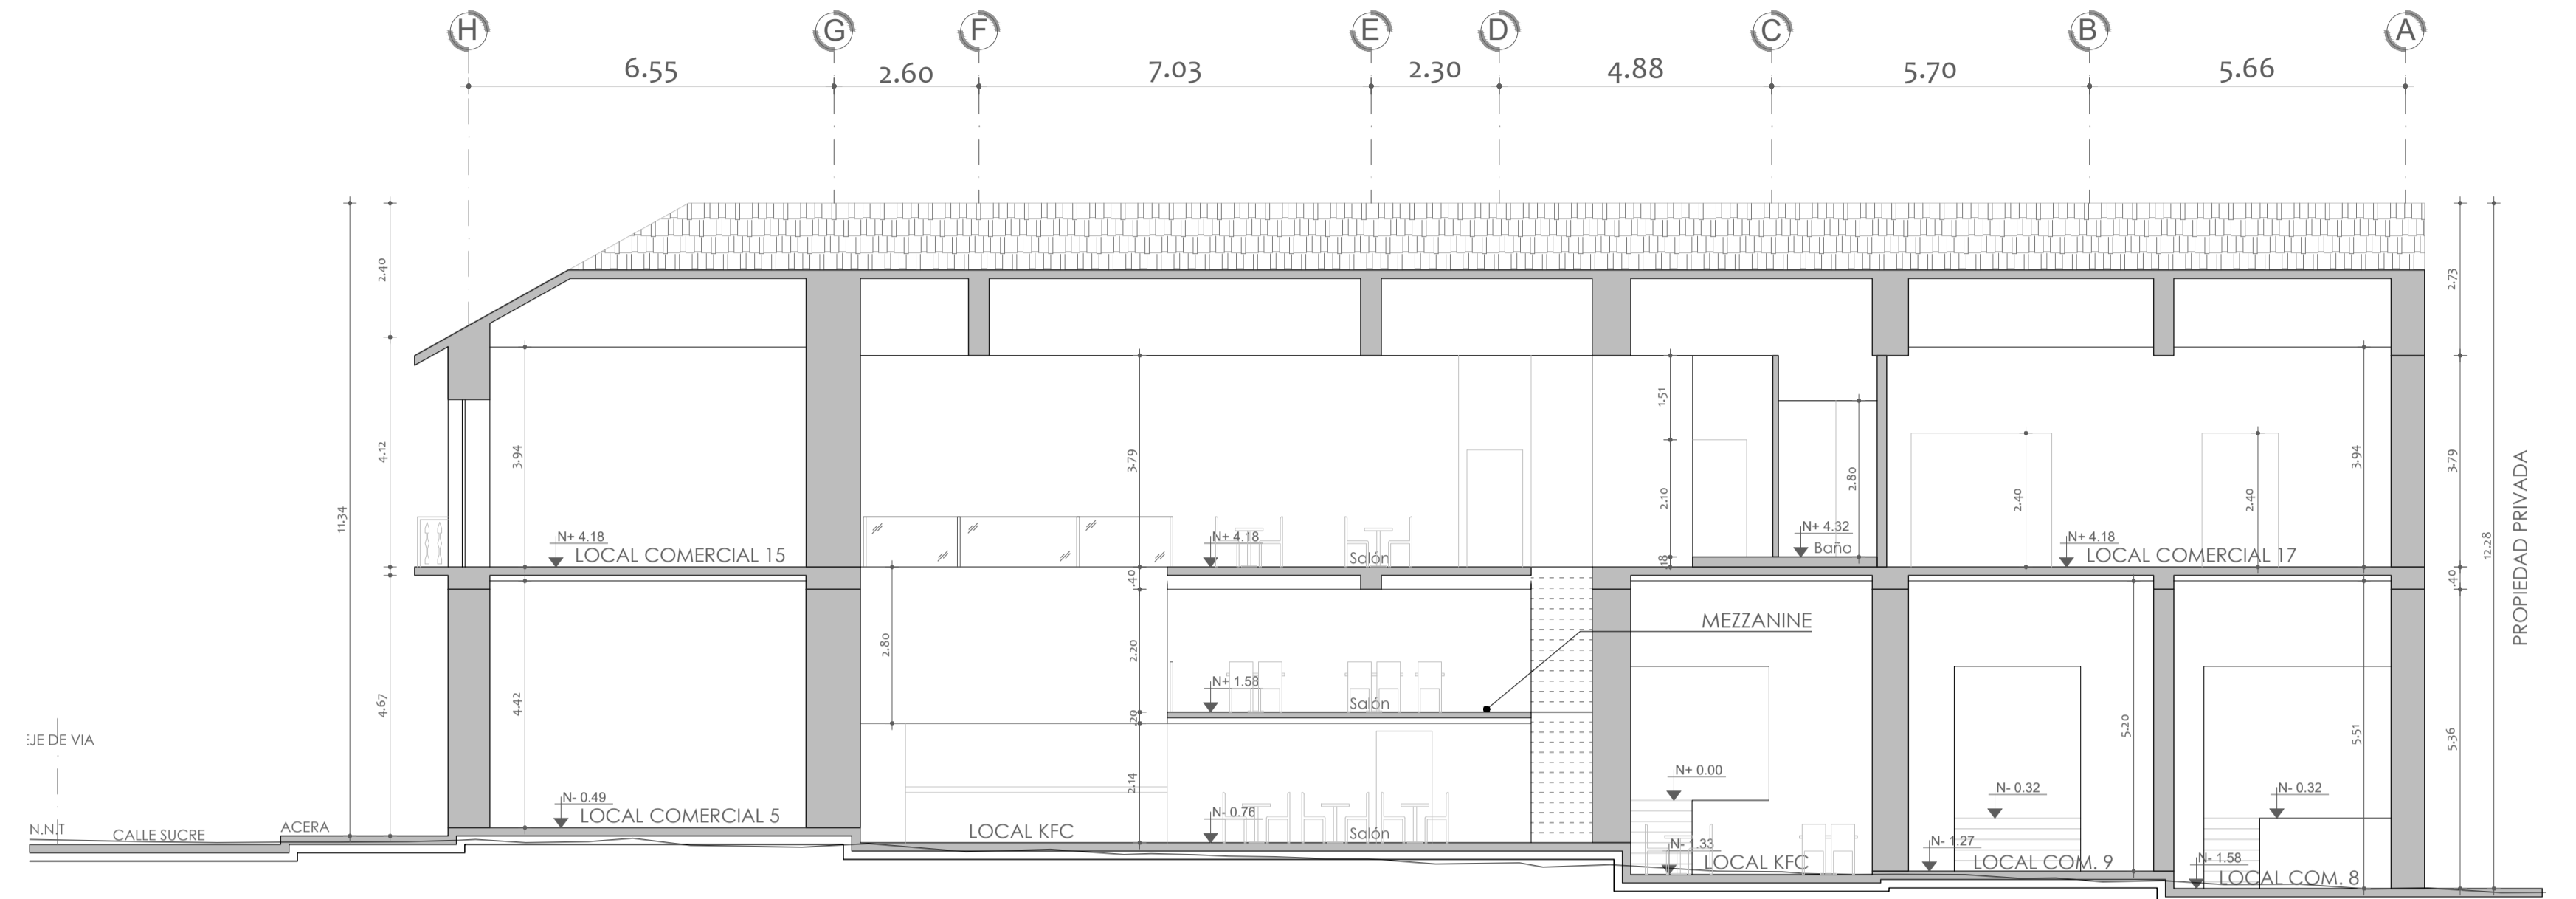 H G F E D C B A
6.55 2.60 7.03 2.30 4.88 5.70 5.66
2.40
4.12
11.34
4.67
2.73
3.79
.40
5.36
12.28
PROPIEDAD PRIVADA
3.94
3.79
1.51
2.10
.18
2.80
2.40
2.40
3.94
N+ 4.18
LOCAL COMERCIAL 15
N+ 4.18
Salón
N+ 4.32
Baño
N+ 4.18
LOCAL COMERCIAL 17
.40
2.80
2.20
MEZZANINE
N+ 1.58
Salón
.20
4.42
2.14
5.20
5.51
EJE DE VIA
N+ 0.00
N- 0.32
N- 0.32
N- 0.49
LOCAL COMERCIAL 5
N- 0.76
LOCAL KFC
Salón
N.N.T
CALLE SUCRE
ACERA
N- 1.33
LOCAL KFC
N- 1.27
LOCAL COM. 9
N- 1.58
LOCAL COM. 8